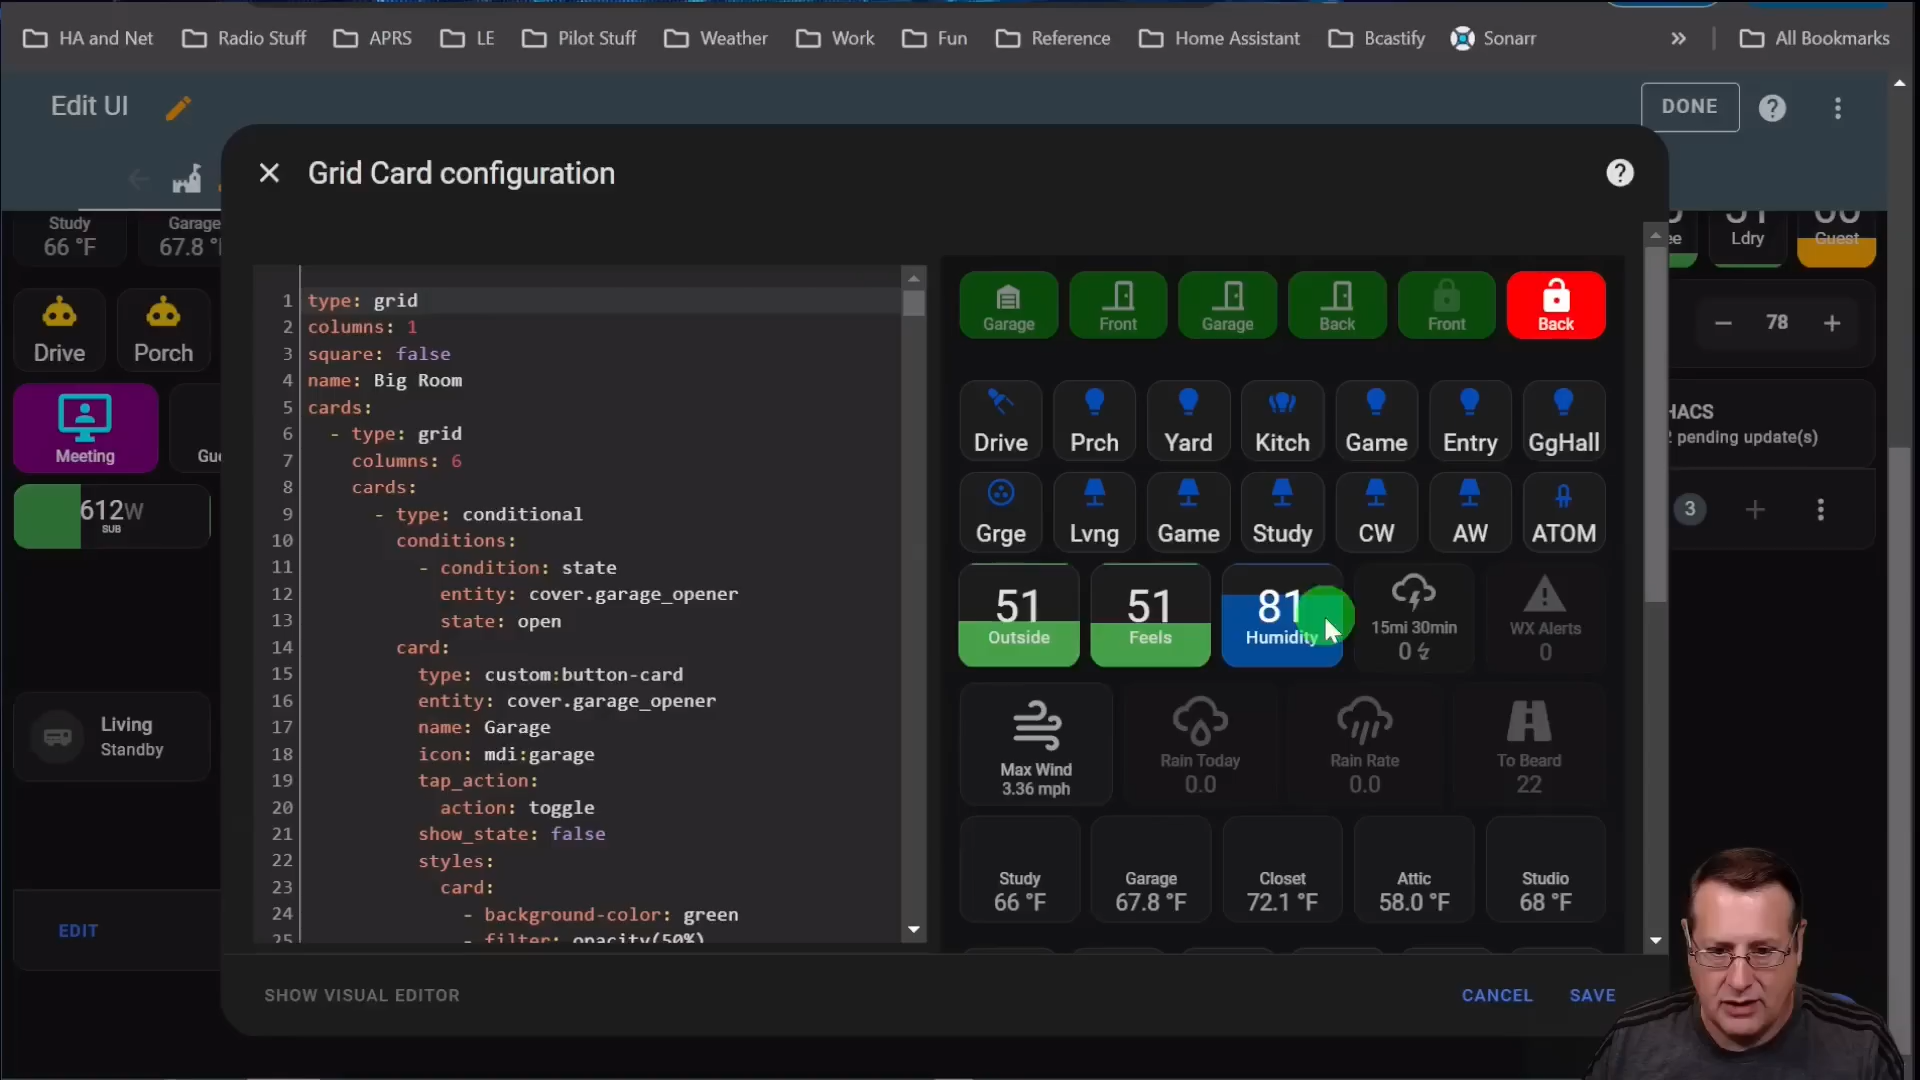 HA and Net Radio Stuff APRS LE Pilot Stuff Weather Work Fun Reference Home Assistant Bcastify Sonarr » All Bookmarks
Edit UI DONE
Grid Card configuration
Study
66 °F
Garage
67.8 °
Drive
Porch
Meeting
Gu
612W
SUB
Living
Standby
EDIT
1 type: grid
2 columns: 1
3 square: false
4 name: Big Room
5 cards:
6 - type: grid
7 columns: 6
8 cards:
9 - type: conditional
10 conditions:
11 - condition: state
12 entity: cover.garage_opener
13 state: open
14 card:
15 type: custom:button-card
16 entity: cover.garage_opener
17 name: Garage
18 icon: mdi:garage
19 tap_action:
20 action: toggle
21 show_state: false
22 styles:
23 card:
24 - background-color: green
25 - filter: opacity(50%)
Garage Front Garage Back Front Back
Drive Prch Yard Kitch Game Entry GgHall
Grge Lvng Game Study CW AW ATOM
51
Outside
51
Feels
81
Humidity
15mi 30min
0
WX Alerts
0
Max Wind
3.36 mph
Rain Today
0.0
Rain Rate
0.0
To Beard
22
Study
66 °F
Garage
67.8 °F
Closet
72.1 °F
Attic
58.0 °F
Studio
68 °F
ee
Ldry
Guest
− 78 +
HACS
2 pending update(s)
3 +
SHOW VISUAL EDITOR
CANCEL SAVE